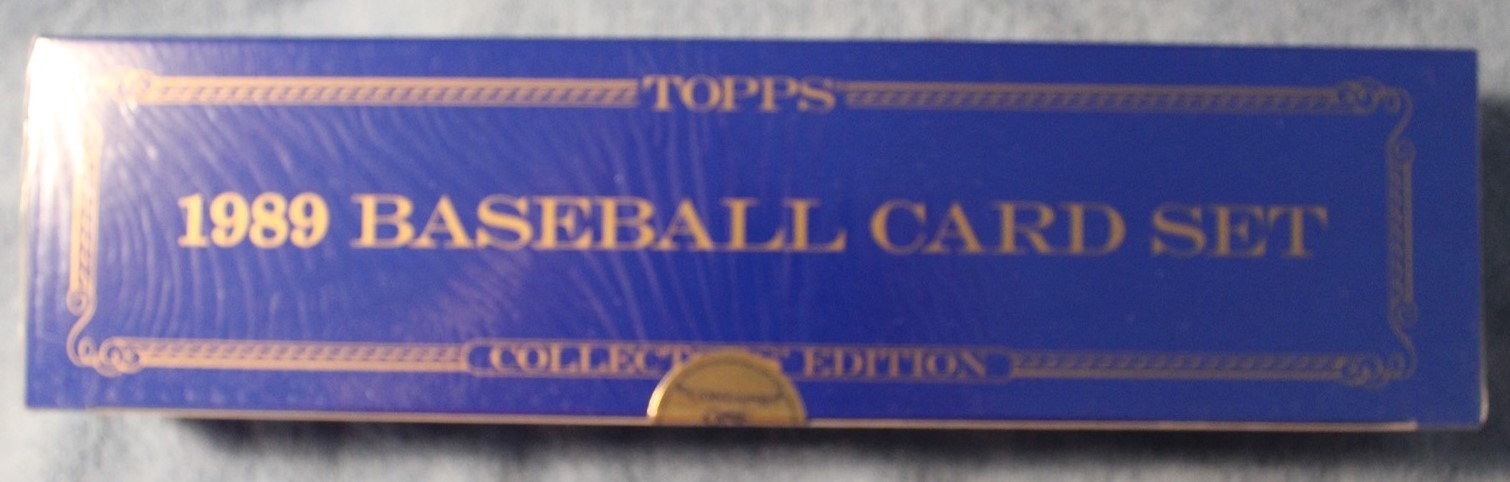 TOPPS
1989 BASEBALL CARD SET
EDITION